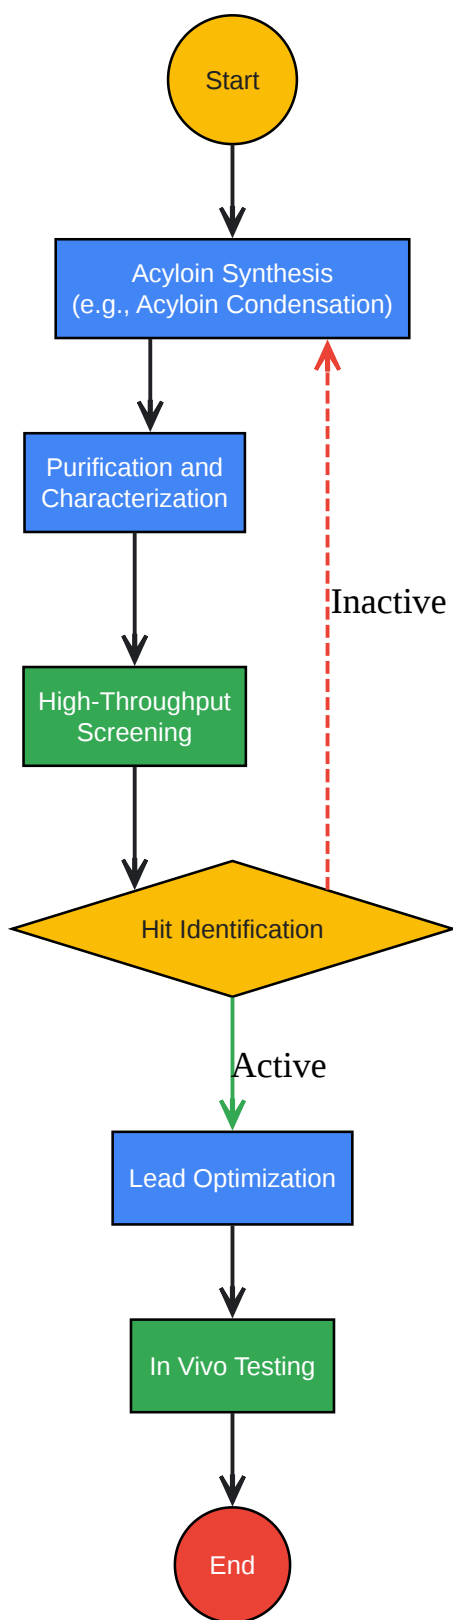 Start
Acyloin Synthesis
(e.g., Acyloin Condensation)
Purification and
Characterization
Inactive
High-Throughput
Screening
Hit Identification
Active
Lead Optimization
In Vivo Testing
End